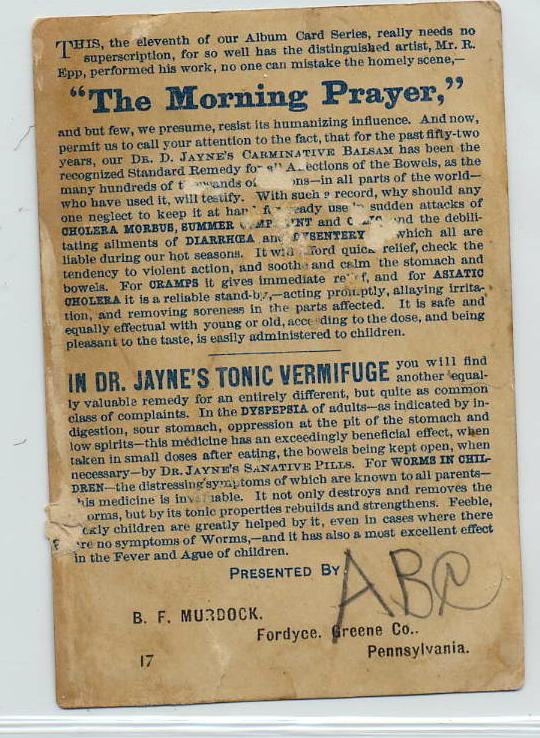 THIS, the eleventh of our Album Card Series, really needs no
superscription, for so well has the distinguished artist, Mr. R.
Epp, performed his work, no one can mistake the homely scene,—
“The Morning Prayer,”
and but few, we presume, resist its humanizing influence. And now,
permit us to call your attention to the fact, that for the past fifty-two
years, our DR. D. JAYNE'S CARMINATIVE BALSAM has been the
recognized Standard Remedy for all Affections of the Bowels, as the
many hundreds of thousands of in all parts of the world—
who have used it, will testify. With such a record, why should any
one neglect to keep it at hand for ready use in sudden attacks of
CHOLERA MORBUS, SUMMER COMPLAINT and COLIC and the debili-
tating ailments of DIARRHŒA and DYSENTERY which all are
liable during our hot seasons. It will afford quick relief, check the
tendency to violent action, and soothe and calm the stomach and
bowels. For CRAMPS it gives immediate relief, and for ASIATIC
CHOLERA it is a reliable stand-by,—acting promptly, allaying irrita-
tion, and removing soreness in the parts affected. It is safe and
equally effectual with young or old, according to the dose, and being
pleasant to the taste, is easily administered to children.
IN DR. JAYNE'S TONIC VERMIFUGE you will find
another equal-
ly valuable remedy for an entirely different, but quite as common
class of complaints. In the DYSPEPSIA of adults—as indicated by in-
digestion, sour stomach, oppression at the pit of the stomach and
low spirits—this medicine has an exceedingly beneficial effect, when
taken in small doses after eating, the bowels being kept open, when
necessary—by DR. JAYNE'S SANATIVE PILLS. For WORMS IN CHIL-
DREN—the distressing symptoms of which are known to all parents—
this medicine is invaluable. It not only destroys and removes the
worms, but by its tonic properties rebuilds and strengthens. Feeble,
sickly children are greatly helped by it, even in cases where there
are no symptoms of Worms,—and it has also a most excellent effect
in the Fever and Ague of children.
PRESENTED BY
ABC
B. F. MURDOCK.
Fordyce. Greene Co..
Pennsylvania.
17